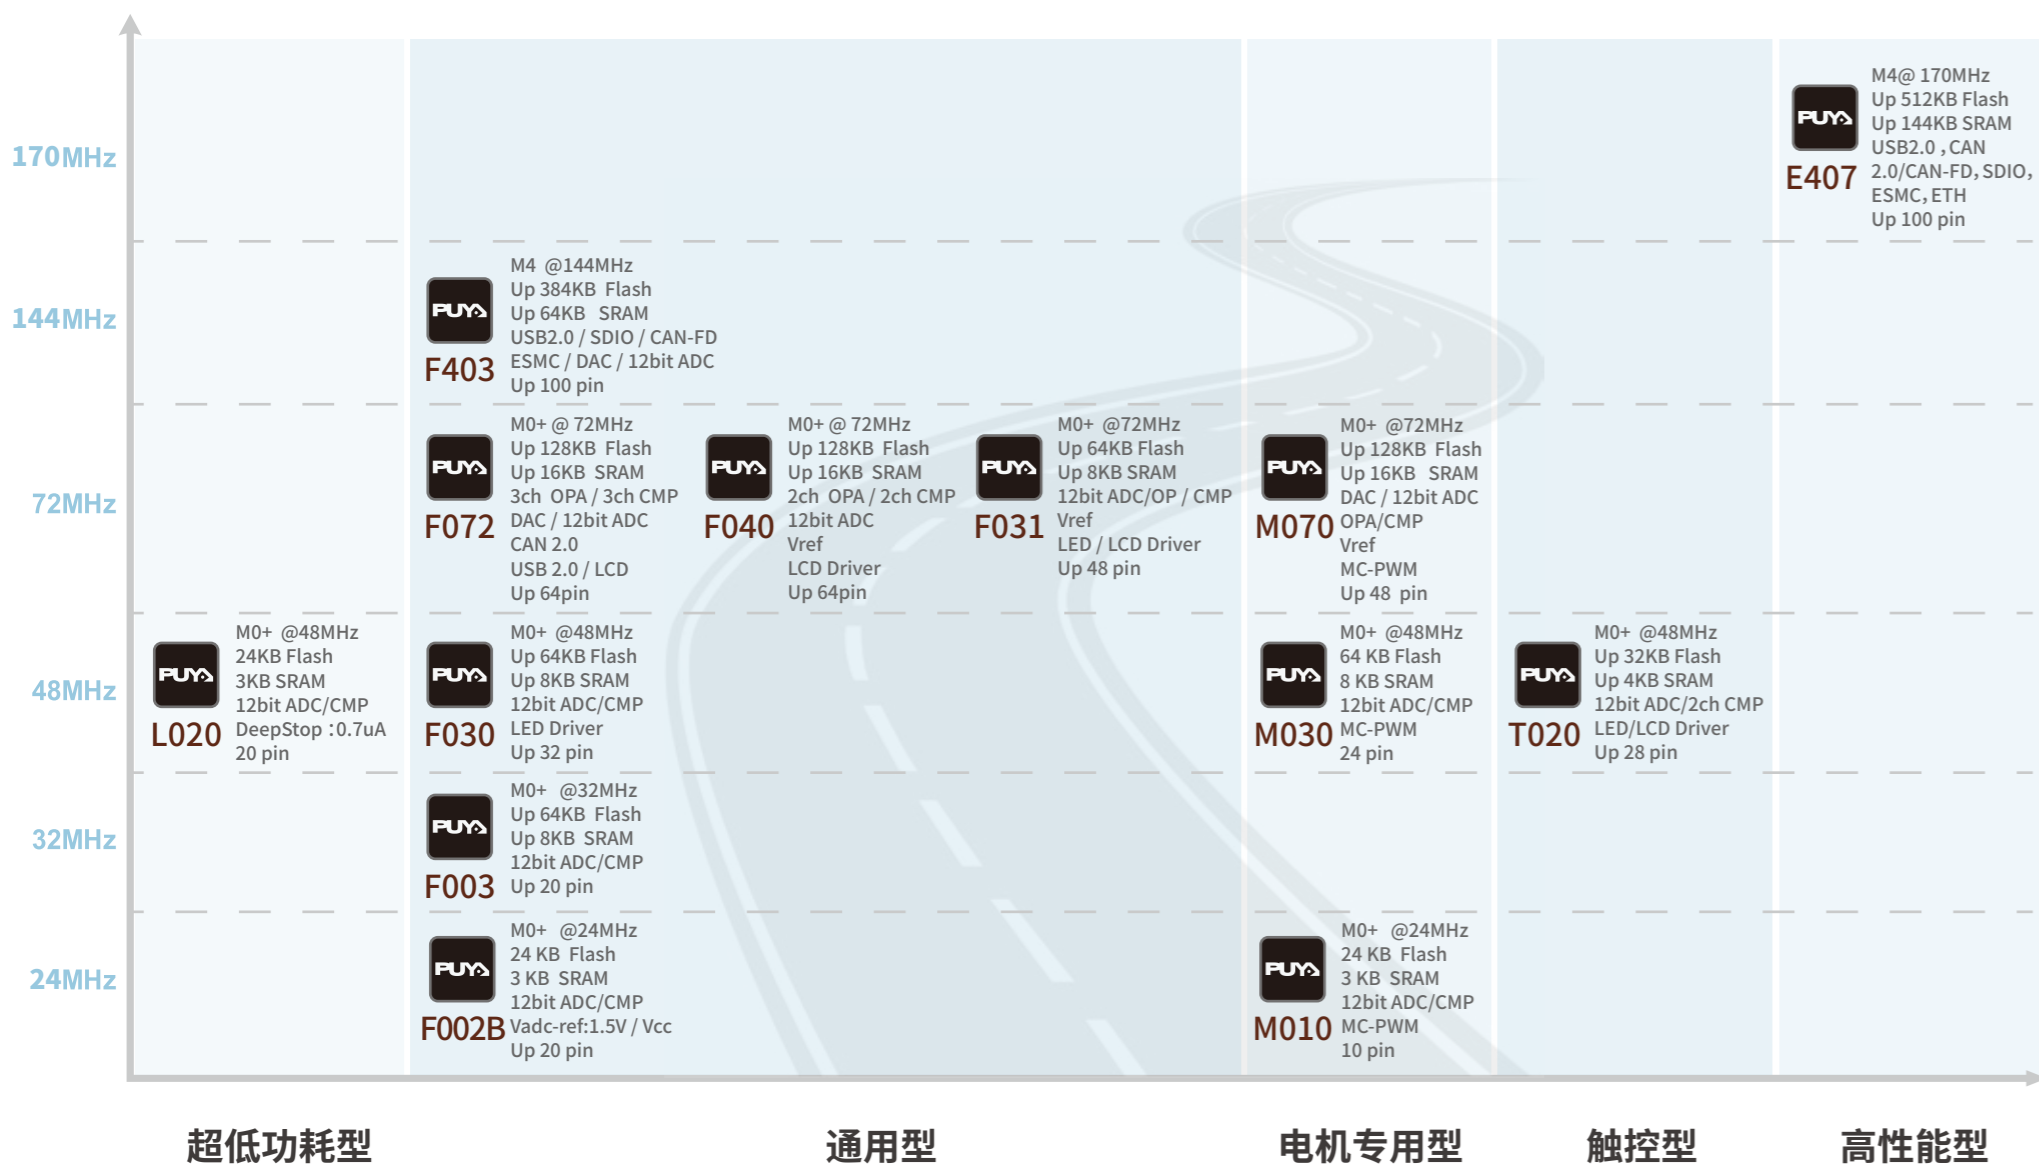 170MHz
PUYA
E407
M4@ 170MHz
Up 512KB Flash
Up 144KB SRAM
USB2.0 , CAN
2.0/CAN-FD, SDIO,
ESMC, ETH
Up 100 pin
144MHz
PUYA
F403
M4 @144MHz
Up 384KB Flash
Up 64KB SRAM
USB2.0 / SDIO / CAN-FD
ESMC / DAC / 12bit ADC
Up 100 pin
72MHz
PUYA
F072
M0+ @ 72MHz
Up 128KB Flash
Up 16KB SRAM
3ch OPA / 3ch CMP
DAC / 12bit ADC
CAN 2.0
USB 2.0 / LCD
Up 64pin
PUYA
F040
M0+ @ 72MHz
Up 128KB Flash
Up 16KB SRAM
2ch OPA / 2ch CMP
12bit ADC
Vref
LCD Driver
Up 64pin
PUYA
F031
M0+ @72MHz
Up 64KB Flash
Up 8KB SRAM
12bit ADC/OP / CMP
Vref
LED / LCD Driver
Up 48 pin
PUYA
M070
M0+ @72MHz
Up 128KB Flash
Up 16KB SRAM
DAC / 12bit ADC
OPA/CMP
Vref
MC-PWM
Up 48 pin
48MHz
PUYA
L020
M0+ @48MHz
24KB Flash
3KB SRAM
12bit ADC/CMP
DeepStop :0.7uA
20 pin
PUYA
F030
M0+ @48MHz
Up 64KB Flash
Up 8KB SRAM
12bit ADC/CMP
LED Driver
Up 32 pin
PUYA
M030
M0+ @48MHz
64 KB Flash
8 KB SRAM
12bit ADC/CMP
MC-PWM
24 pin
PUYA
T020
M0+ @48MHz
Up 32KB Flash
Up 4KB SRAM
12bit ADC/2ch CMP
LED/LCD Driver
Up 28 pin
32MHz
PUYA
F003
M0+ @32MHz
Up 64KB Flash
Up 8KB SRAM
12bit ADC/CMP
Up 20 pin
24MHz
PUYA
F002B
M0+ @24MHz
24 KB Flash
3 KB SRAM
12bit ADC/CMP
Vadc-ref:1.5V / Vcc
Up 20 pin
PUYA
M010
M0+ @24MHz
24 KB Flash
3 KB SRAM
12bit ADC/CMP
MC-PWM
10 pin
超低功耗型
通用型
电机专用型
触控型
高性能型